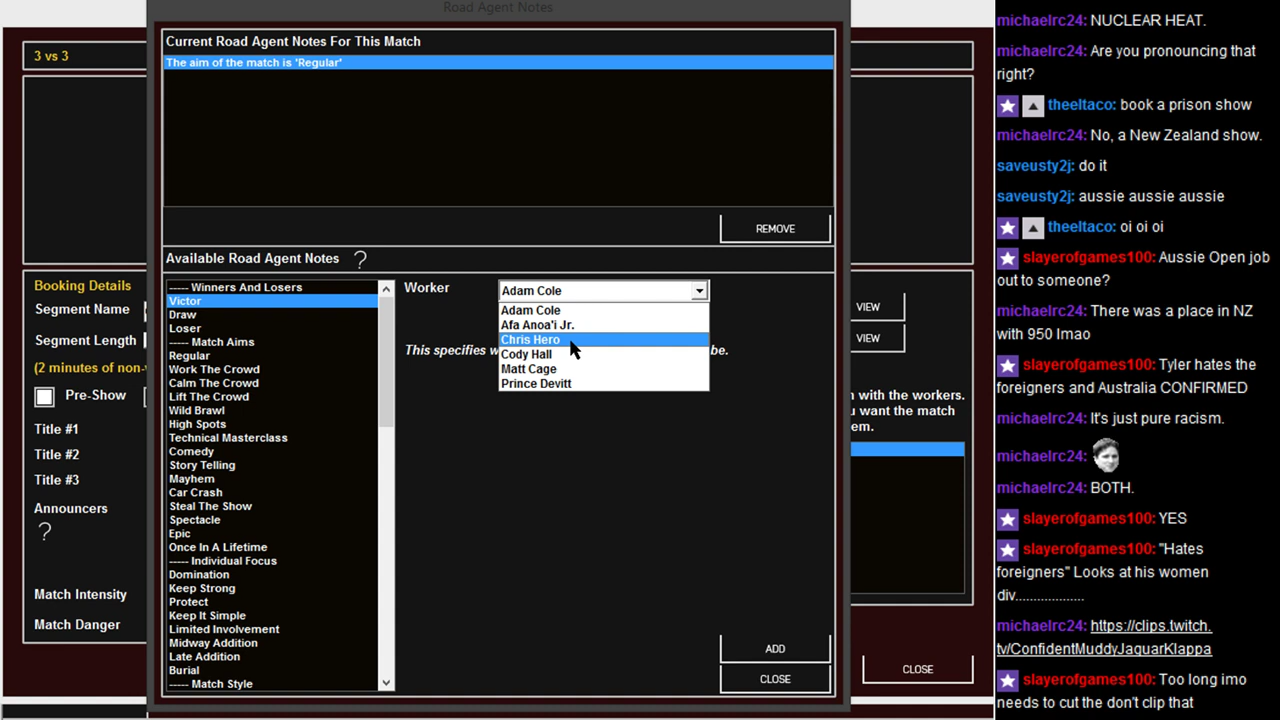 Road Agent Notes
3 vs 3
Current Road Agent Notes For This Match
The aim of the match is 'Regular'
REMOVE
Available Road Agent Notes ?
----- Winners And Losers
Victor
Draw
Loser
----- Match Aims
Regular
Work The Crowd
Calm The Crowd
Lift The Crowd
Wild Brawl
High Spots
Technical Masterclass
Comedy
Story Telling
Mayhem
Car Crash
Steal The Show
Spectacle
Epic
Once In A Lifetime
----- Individual Focus
Domination
Keep Strong
Protect
Keep It Simple
Limited Involvement
Midway Addition
Late Addition
Burial
----- Match Style
Worker
Adam Cole
Adam Cole
Afa Anoa'i Jr.
Chris Hero
Cody Hall
Matt Cage
Prince Devitt
This specifies w
be.
ADD
CLOSE
Booking Details
Segment Name
Segment Length
(2 minutes of non-
Pre-Show
Title #1
Title #2
Title #3
Announcers
?
Match Intensity
Match Danger
VIEW
VIEW
h with the workers.
u want the match
em.
CLOSE
michaelrc24: NUCLEAR HEAT.
michaelrc24: Are you pronouncing that
right?
theeltaco: book a prison show
michaelrc24: No, a New Zealand show.
saveusty2j: do it
saveusty2j: aussie aussie aussie
theeltaco: oi oi oi
slayerofgames100: Aussie Open job
out to someone?
michaelrc24: There was a place in NZ
with 950 lmao
slayerofgames100: Tyler hates the
foreigners and Australia CONFIRMED
michaelrc24: It's just pure racism.
michaelrc24:
michaelrc24: BOTH.
slayerofgames100: YES
slayerofgames100: "Hates
foreigners" Looks at his women
div...................
michaelrc24: https://clips.twitch.
tv/ConfidentMuddyJaguarKlappa
slayerofgames100: Too long imo
needs to cut the don't clip that